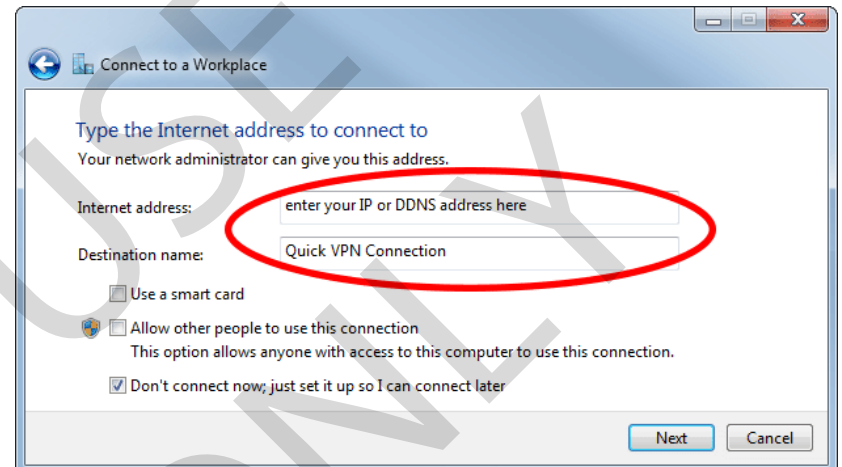 Connect to a Workplace
Type the Internet address to connect to
Your network administrator can give you this address.
Internet address: enter your IP or DDNS address here
Destination name: Quick VPN Connection
Use a smart card
Allow other people to use this connection
This option allows anyone with access to this computer to use this connection.
Don't connect now; just set it up so I can connect later
Next Cancel
USE
ONLY